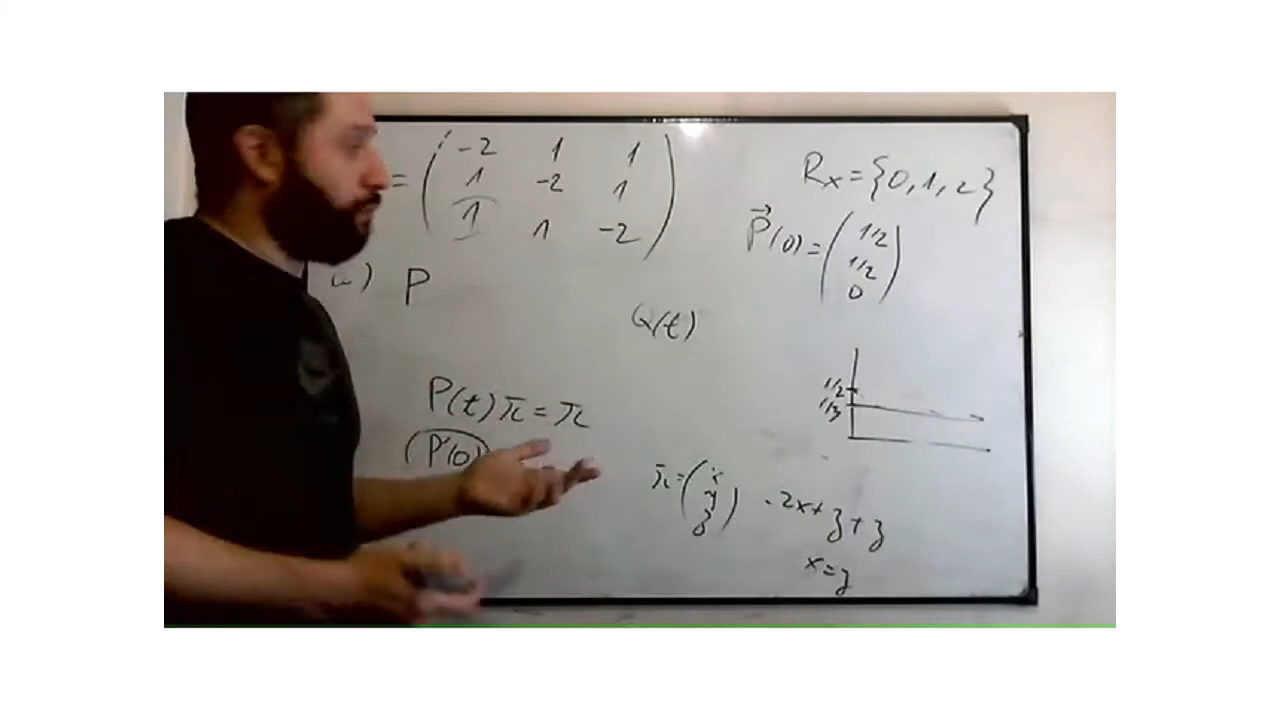 = ( -2 1 1
1 -2 1
1 1 -2 )
a) P
Rx = {0, 1, 2}
P(0) = ( 1/2
1/2
0 )
Q(t)
P(t)π = π
(P'(0)
1/2
1/3
π = ( x
y
z )
-2x + z + z
x = z